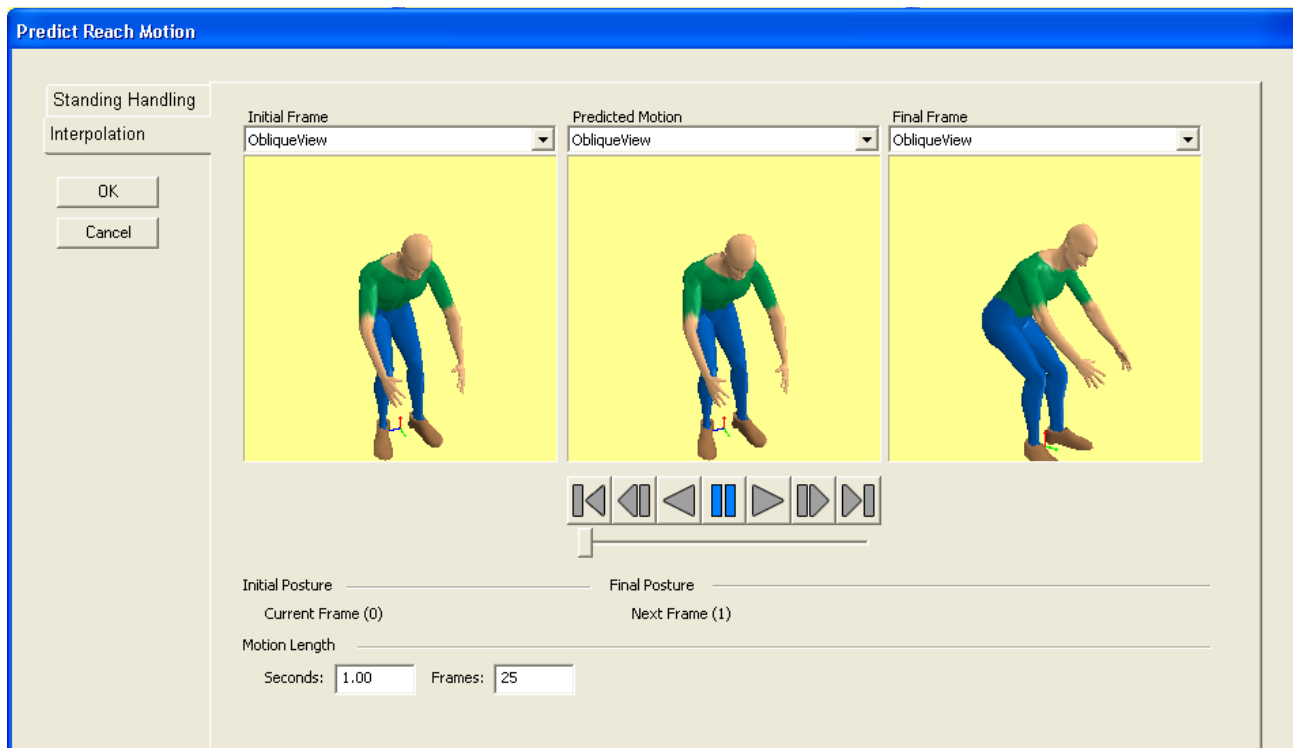 Predict Reach Motion
Standing Handling
Interpolation
OK
Cancel
Initial Frame
ObliqueView
Predicted Motion
ObliqueView
Final Frame
ObliqueView
Initial Posture
Current Frame (0)
Final Posture
Next Frame (1)
Motion Length
Seconds: 1.00 Frames: 25